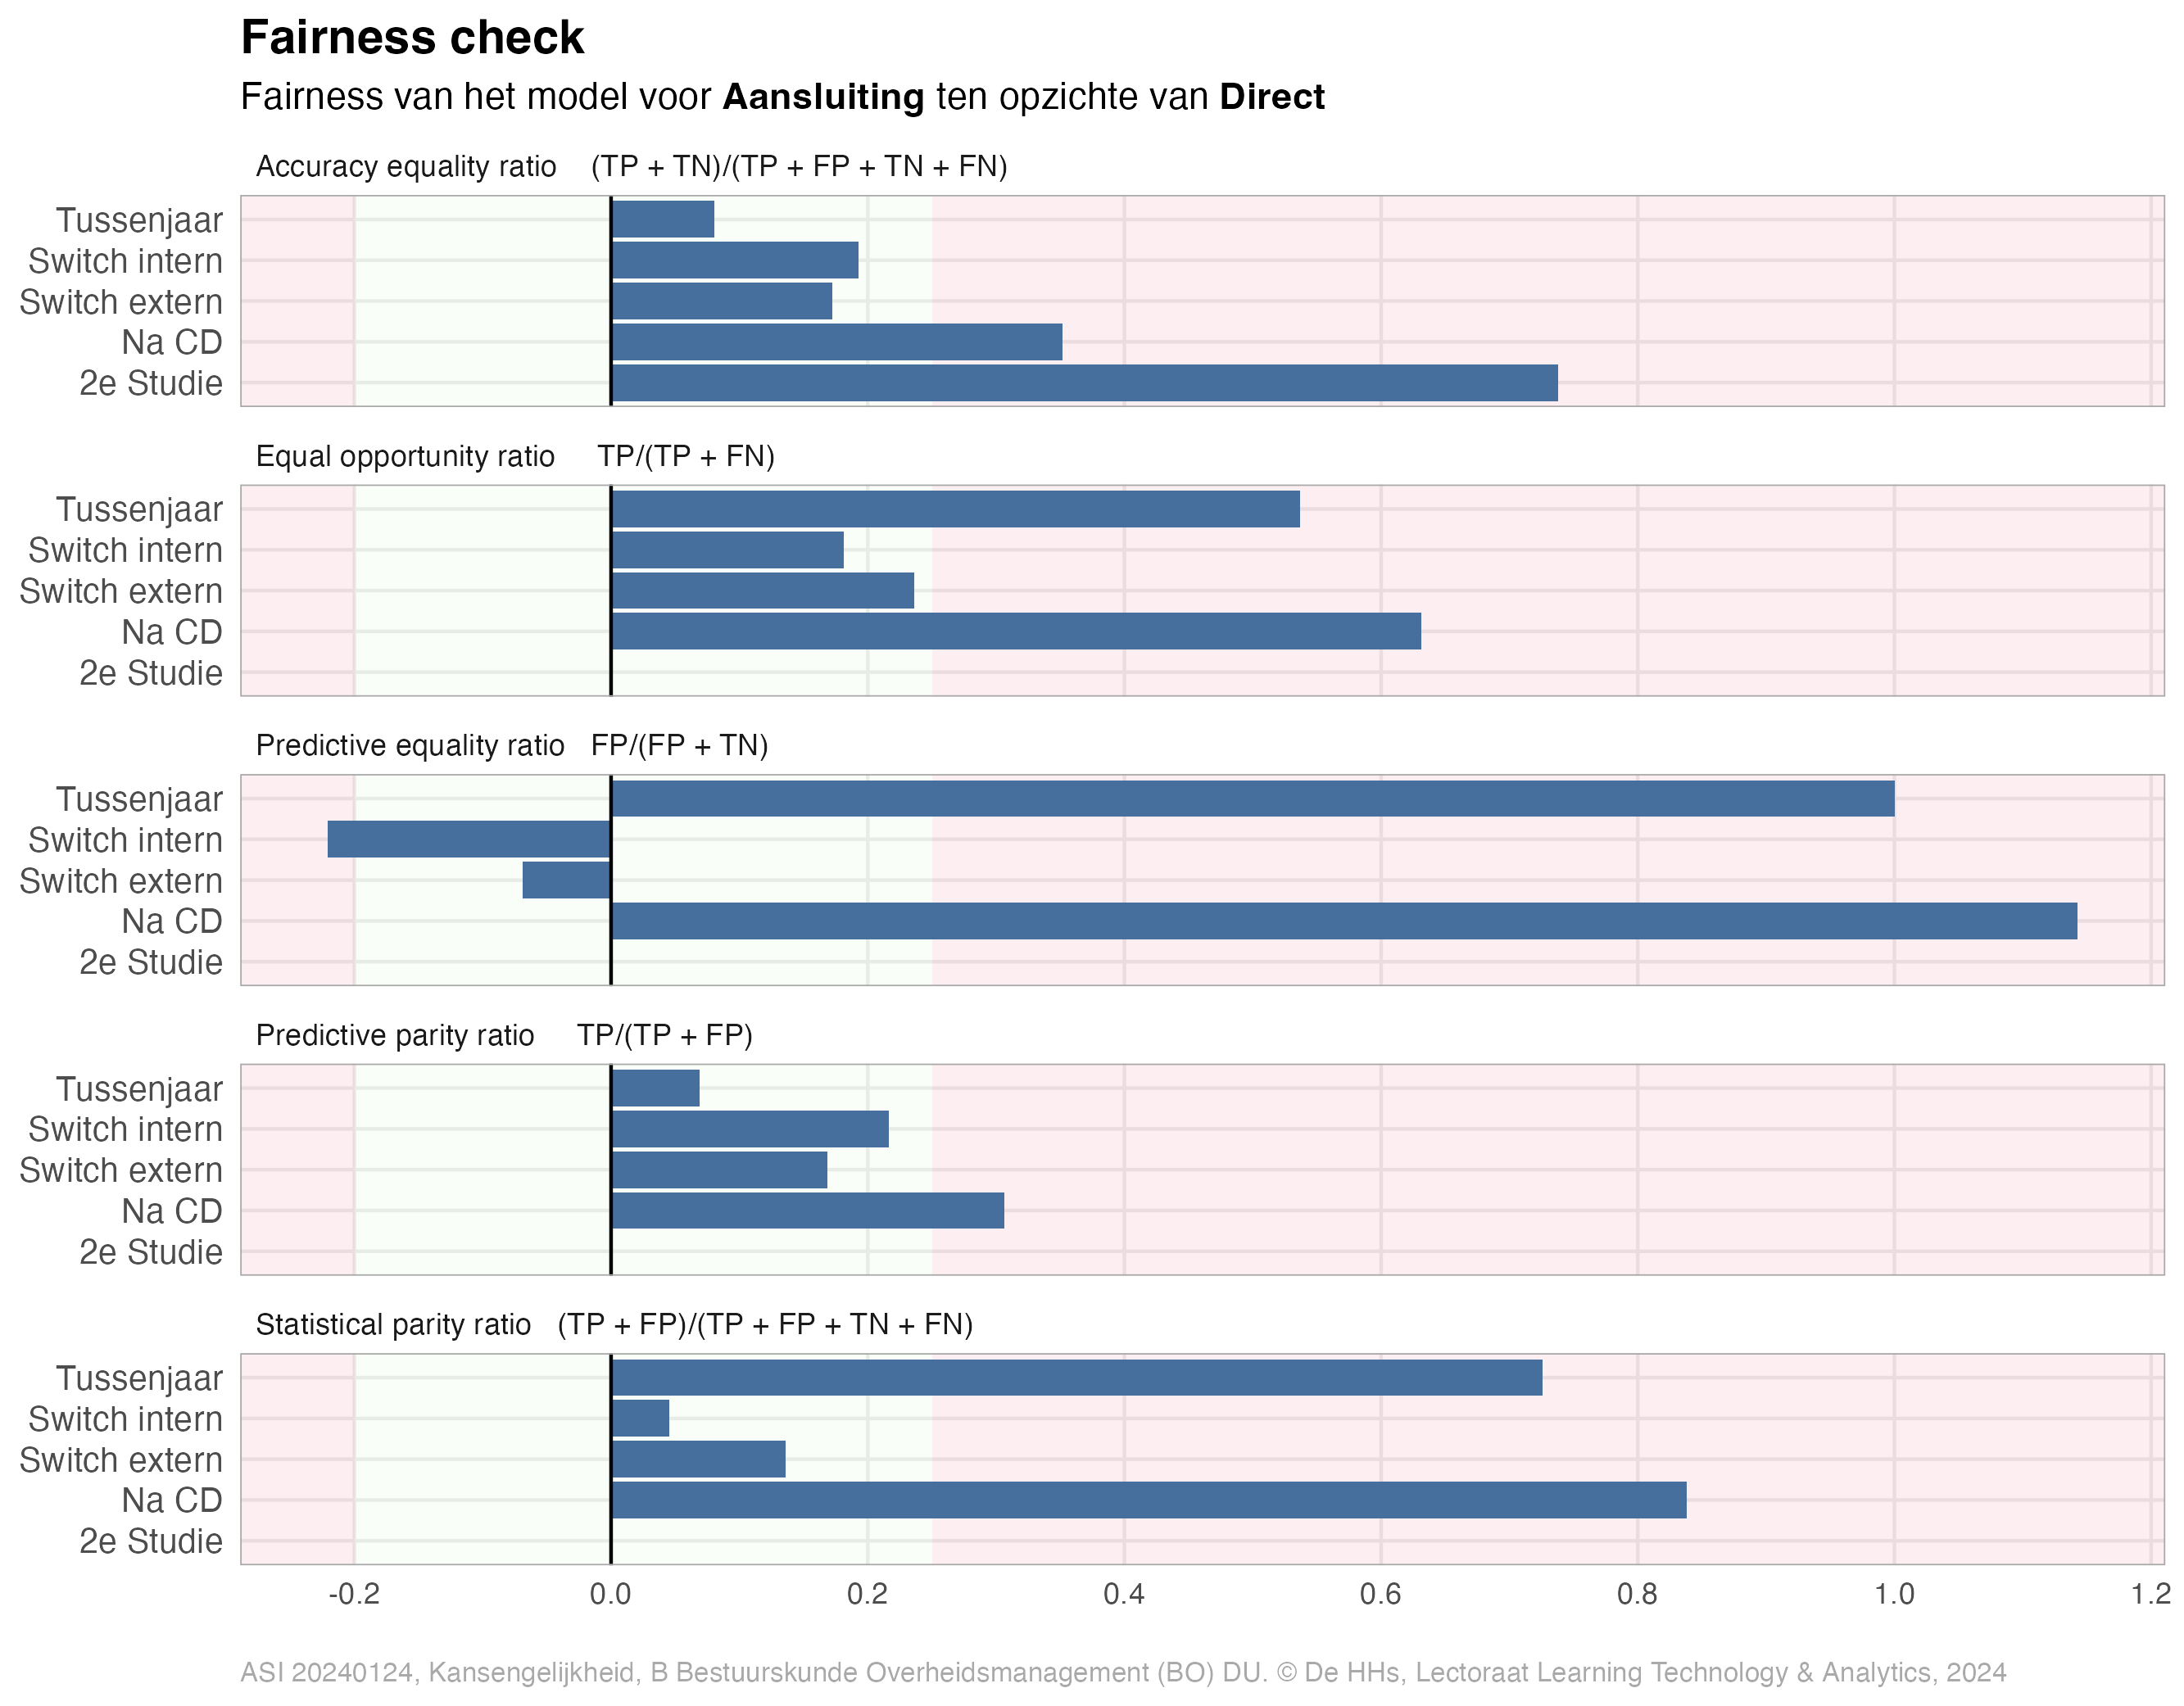 Fairness check
Fairness van het model voor Aansluiting ten opzichte van Direct
Accuracy equality ratio (TP + TN)/(TP + FP + TN + FN)
Tussenjaar
Switch intern
Switch extern
Na CD
2e Studie
Equal opportunity ratio TP/(TP + FN)
Tussenjaar
Switch intern
Switch extern
Na CD
2e Studie
Predictive equality ratio FP/(FP + TN)
Tussenjaar
Switch intern
Switch extern
Na CD
2e Studie
Predictive parity ratio TP/(TP + FP)
Tussenjaar
Switch intern
Switch extern
Na CD
2e Studie
Statistical parity ratio (TP + FP)/(TP + FP + TN + FN)
Tussenjaar
Switch intern
Switch extern
Na CD
2e Studie
-0.2 0.0 0.2 0.4 0.6 0.8 1.0 1.2
ASI 20240124, Kansengelijkheid, B Bestuurskunde Overheidsmanagement (BO) DU. © De HHs, Lectoraat Learning Technology & Analytics, 2024